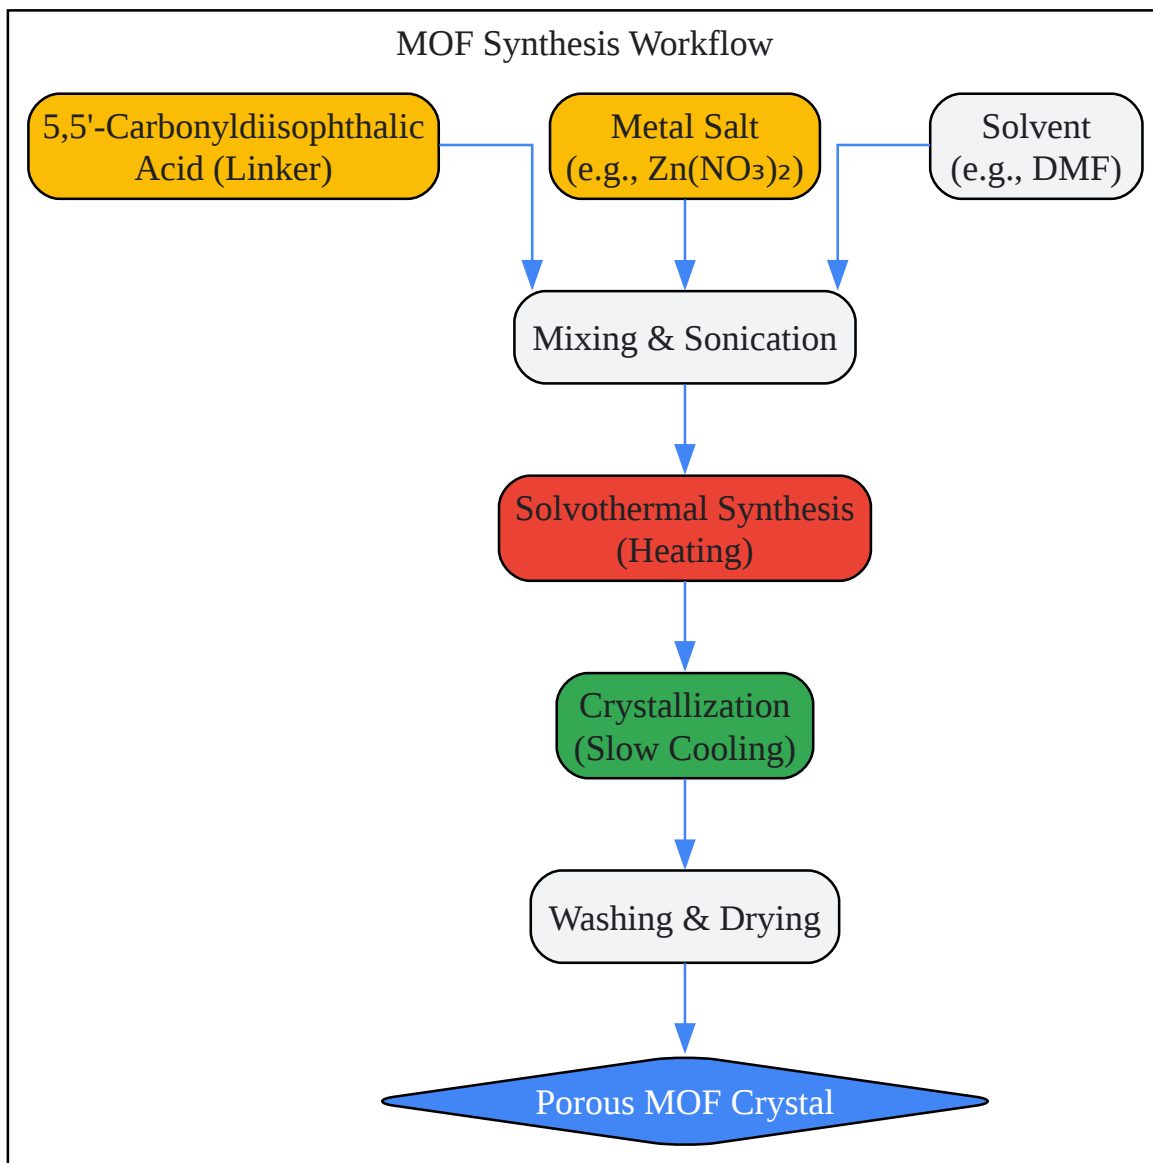 MOF Synthesis Workflow
5,5'-Carbonyldiisophthalic
Acid (Linker)
Metal Salt
(e.g., Zn(NO₃)₂)
Solvent
(e.g., DMF)
Mixing & Sonication
Solvothermal Synthesis
(Heating)
Crystallization
(Slow Cooling)
Washing & Drying
Porous MOF Crystal